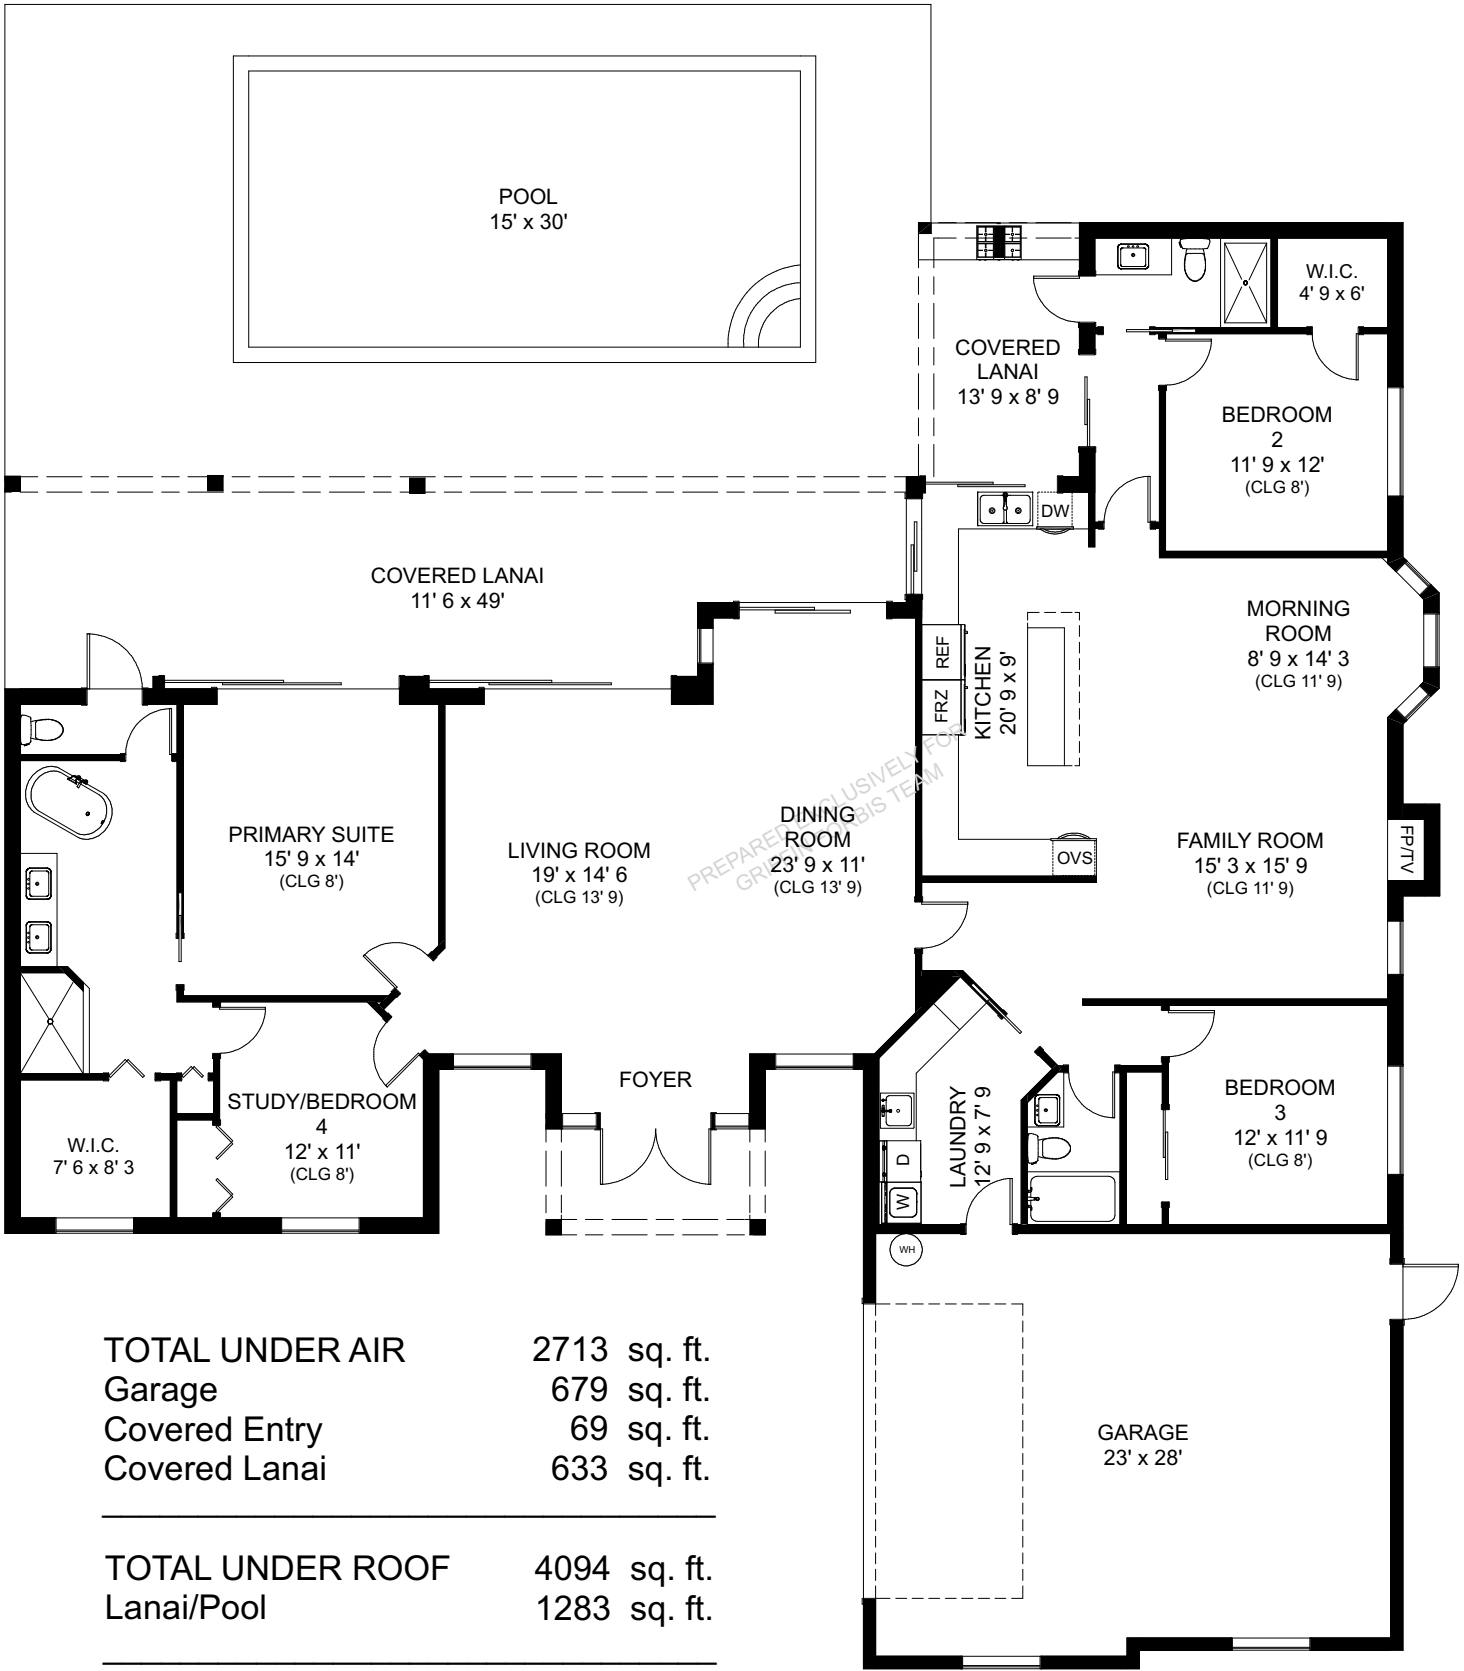 POOL
15' x 30'
W.I.C.
4' 9 x 6'
COVERED
LANAI
13' 9 x 8' 9
BEDROOM
2
11' 9 x 12'
(CLG 8')
DW
COVERED LANAI
11' 6 x 49'
MORNING
ROOM
8' 9 x 14' 3
(CLG 11' 9)
REF
FRZ
KITCHEN
20' 9 x 9'
PREPARED EXCLUSIVELY FOR
GRIFFIN CORBIS TEAM
PRIMARY SUITE
15' 9 x 14'
(CLG 8')
LIVING ROOM
19' x 14' 6
(CLG 13' 9)
DINING
ROOM
23' 9 x 11'
(CLG 13' 9)
OVS
FAMILY ROOM
15' 3 x 15' 9
(CLG 11' 9)
FP/TV
FOYER
STUDY/BEDROOM
4
12' x 11'
(CLG 8')
W.I.C.
7' 6 x 8' 3
LAUNDRY
12' 9 x 7' 9
D
W
BEDROOM
3
12' x 11' 9
(CLG 8')
WH
GARAGE
23' x 28'
TOTAL UNDER AIR 2713 sq. ft.
Garage 679 sq. ft.
Covered Entry 69 sq. ft.
Covered Lanai 633 sq. ft.
TOTAL UNDER ROOF 4094 sq. ft.
Lanai/Pool 1283 sq. ft.